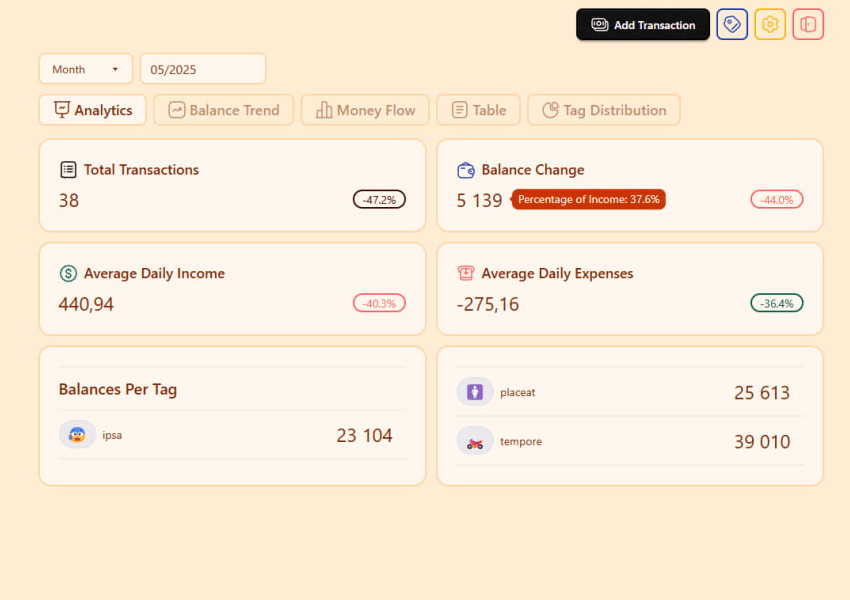 Add Transaction
Month
05/2025
Analytics
Balance Trend
Money Flow
Table
Tag Distribution
Total Transactions
38
-47.2%
Balance Change
5 139
Percentage of Income: 37.6%
-44.0%
Average Daily Income
440,94
-40.3%
Average Daily Expenses
-275,16
-36.4%
Balances Per Tag
ipsa
23 104
placeat
25 613
tempore
39 010